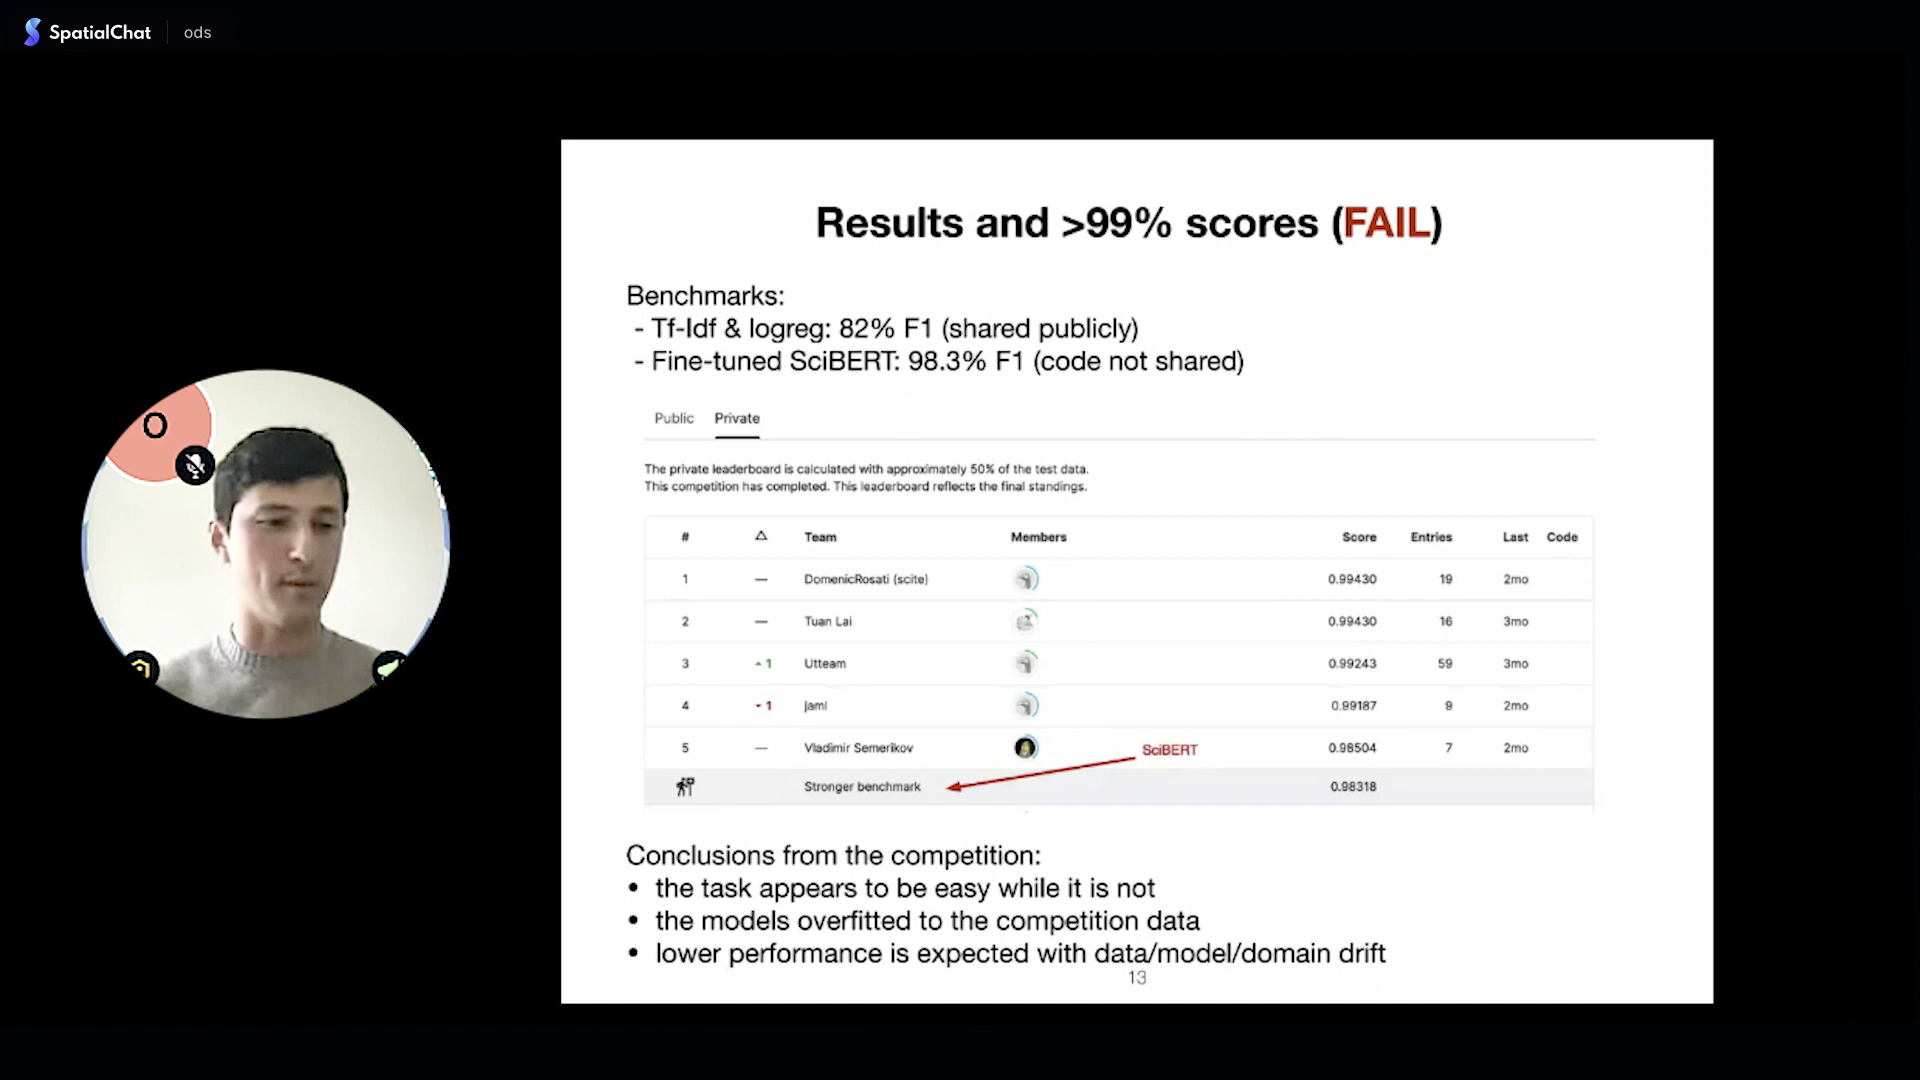 SpatialChat ods
O
Results and >99% scores (FAIL)
Benchmarks:
- Tf-Idf & logreg: 82% F1 (shared publicly)
- Fine-tuned SciBERT: 98.3% F1 (code not shared)
Public Private
The private leaderboard is calculated with approximately 50% of the test data.
This competition has completed. This leaderboard reflects the final standings.
# △ Team Members Score Entries Last Code
1 — DomenicRosati (scite) 0.99430 19 2mo
2 — Tuan Lai 0.99430 16 3mo
3 ▲1 Utteam 0.99243 59 3mo
4 ▼1 jami 0.99187 9 2mo
5 — Vladimir Semerikov 0.98504 7 2mo
SciBERT
Stronger benchmark 0.98318
Conclusions from the competition:
• the task appears to be easy while it is not
• the models overfitted to the competition data
• lower performance is expected with data/model/domain drift
13